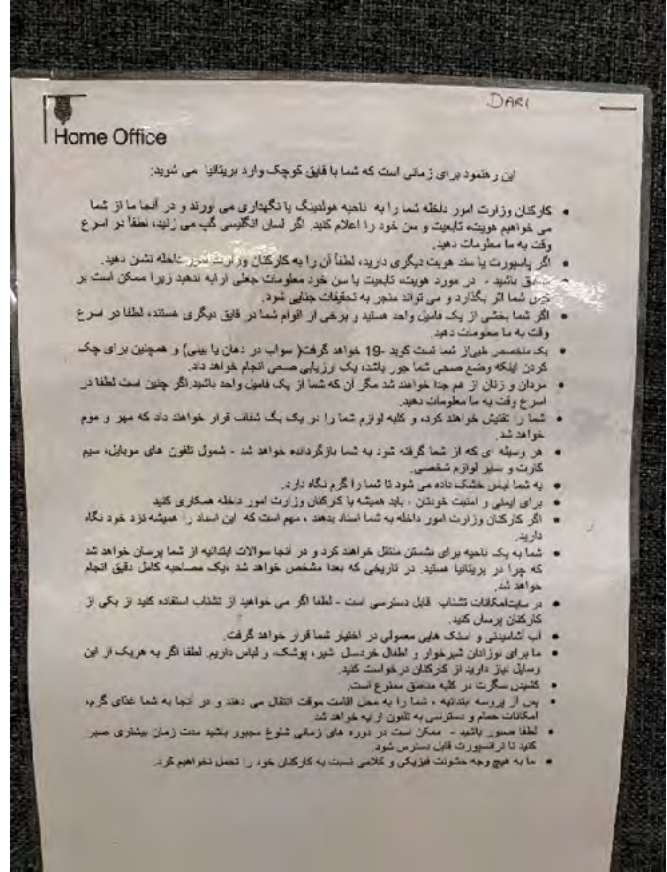 DARI
Home Office
این رهنمود برای زمانی است که شما با قایق کوچک وارد بریتانیا می شوید:
• کارکنان وزارت امور داخله شما را به ناحیه هولدینگ یا نگهداری می آورند و در آنجا ما از شما
می خواهیم هویت، تابعیت و سن خود را اعلام کنید. اگر لسان انگلیسی گپ می زنید، لطفاً در اسرع
وقت به ما معلومات دهید.
• اگر پاسپورت یا سند هویت دیگری دارید، لطفاً آن را به کارکنان وزارت امور داخله نشن دهید.
• باشید - در مورد هویت، تابعیت یا سن خود معلومات جعلی ارایه ندهید زیرا ممکن است بر
شما اثر بگذارد و می تواند منجر به تحقیقات جنایی شود.
• اگر شما بخشی از یک فامیل واحد هستید و برخی از اقوام شما در قایق دیگری هستند، لطفا در اسرع
وقت به ما معلومات دهید.
• یک متخصص طبی از شما تست کوید -19 خواهد گرفت( سواب در دهان یا بینی) و همچنین برای چک
کردن اینکه وضع صحی شما جور باشد، یک ارزیابی صحی انجام خواهد داد.
• مردان و زنان از هم جدا خواهند شد مگر آن که شما از یک فامیل واحد باشید.اگر چنین است لطفا در
اسرع وقت به ما معلومات دهید.
• شما را تفتیش خواهند کرد، و کلیه لوازم شما را در یک بگ شفاف قرار خواهند داد که مهر و موم
خواهد شد.
• هر وسیله ای که از شما گرفته شود به شما بازگردانده خواهد شد - شمول تلفون های موبایل، سیم
کارت و سایر لوازم شخصی.
• به شما لباس خشک داده می شود تا شما را گرم نگاه دارد.
• برای ایمنی و امنیت خودتان - باید همیشه با کارکنان وزارت امور داخله همکاری کنید
• اگر کارکنان وزارت امور داخله به شما اسناد بدهند ، مهم است که این اسناد را همیشه نزد خود نگاه
دارید.
• شما به یک ناحیه برای نشستن منتقل خواهند کرد و در آنجا سوالات ابتدائیه از شما پرسان خواهد شد
که چرا در بریتانیا هستید. در تاریخی که بعدا مشخص خواهد شد ،یک مصاحبه کامل دقیق انجام
خواهد شد.
• در سایت امکانات تشناب قابل دسترسی است - لطفا اگر می خواهید از تشناب استفاده کنید از یکی از
کارکنان پرسان کنید.
• آب آشامیدنی و اسنک هایی معمولی در اختیار شما قرار خواهد گرفت.
• ما برای نوزادان شیرخوار و اطفال خردسال شیر، پوشک، و لباس داریم. لطفا اگر به هریک از این
وسایل نیاز دارید از کارکنان درخواست کنید.
• کشیدن سگرت در کلیه مناطق ممنوع است.
• پس از پروسه ابتدائیه ، شما را به محل اقامت موقت انتقال می دهند و در آنجا به شما غذای گرم،
امکانات حمام و دسترسی به تلفون ارایه خواهد شد
• لطفا صبور باشید - ممکن است در دوره های زمانی شلوغ مجبور باشید مدت زمان بیشتری صبر
کنید تا ترانسپورت قابل دسترس شود.
• ما به هیچ وجه خشونت فیزیکی و کلامی نسبت به کارکنان خود را تحمل نخواهیم کرد.